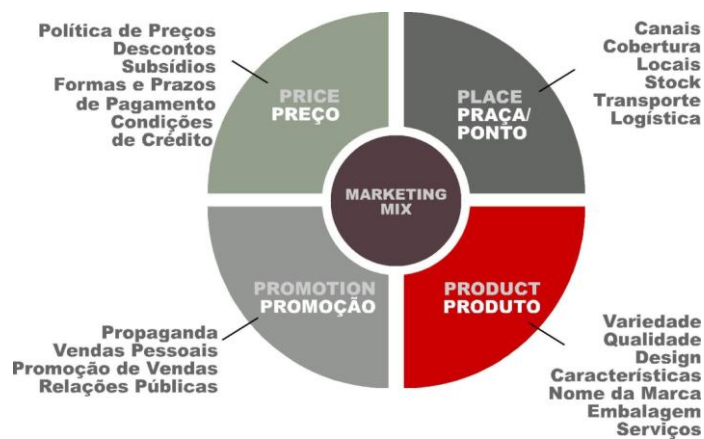 Política de Preços
Descontos
Subsídios
Formas e Prazos
de Pagamento
Condições
de Crédito
PRICE
PREÇO
PLACE
PRAÇA/
PONTO
Canais
Cobertura
Locais
Stock
Transporte
Logística
MARKETING
MIX
PROMOTION
PROMOÇÃO
Propaganda
Vendas Pessoais
Promoção de Vendas
Relações Públicas
PRODUCT
PRODUTO
Variedade
Qualidade
Design
Características
Nome da Marca
Embalagem
Serviços